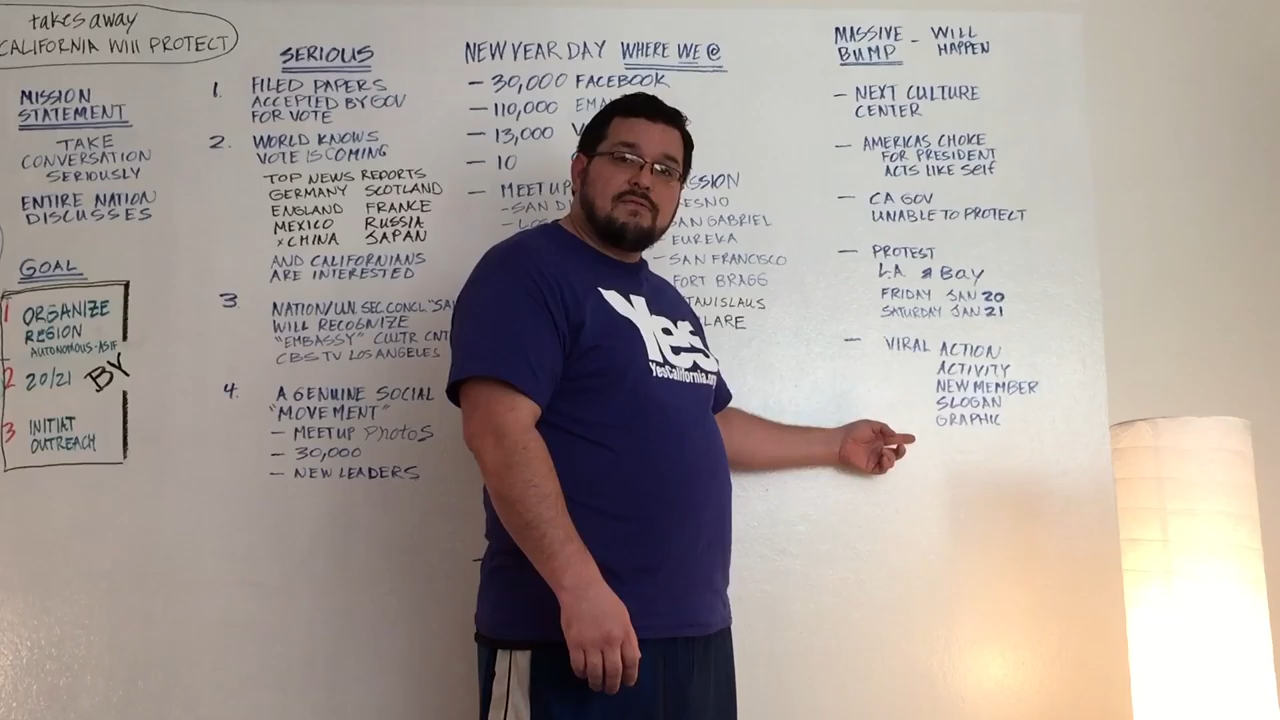 takes away
CALIFORNIA WILL PROTECT
MISSION
STATEMENT
TAKE
CONVERSATION
SERIOUSLY
ENTIRE NATION
DISCUSSES
GOAL
1 ORGANIZE
REGION
AUTONOMOUS-ASIF
2 20/21 BY
3 INITIAT
OUTREACH
SERIOUS
1. FILED PAPERS
ACCEPTED BY GOV
FOR VOTE
2. WORLD KNOWS
VOTE IS COMING
TOP NEWS REPORTS
GERMANY SCOTLAND
ENGLAND FRANCE
MEXICO RUSSIA
xCHINA JAPAN
AND CALIFORNIANS
ARE INTERESTED
3 NATION/U.N. SEC. CONCL.
WILL RECOGNIZE
"EMBASSY" CULTR CNT
CBS TV LOS ANGELES
4. A GENUINE SOCIAL
"MOVEMENT"
- MEETUP PhotoS
- 30,000
- NEW LEADERS
NEW YEAR DAY WHERE WE @
- 30,000 FACEBOOK
- 110,000
- 13,000
- 10
- MEETUP
- SAN
SAN GABRIEL
- EUREKA
- SAN FRANCISCO
FORT BRAGG
MASSIVE - WILL
BUMP HAPPEN
- NEXT CULTURE
CENTER
- AMERICAS CHOICE
FOR PRESIDENT
ACTS LIKE Self
- CA GOV
UNABLE TO PROTECT
- PROTEST
L.A & Bay
FRIDAY JAN 20
SATURDAY JAN 21
- VIRAL ACTION
ACTIVITY
NEW MEMBER
SLOGAN
GRAPHIC
Yes
YesCalifornia.org